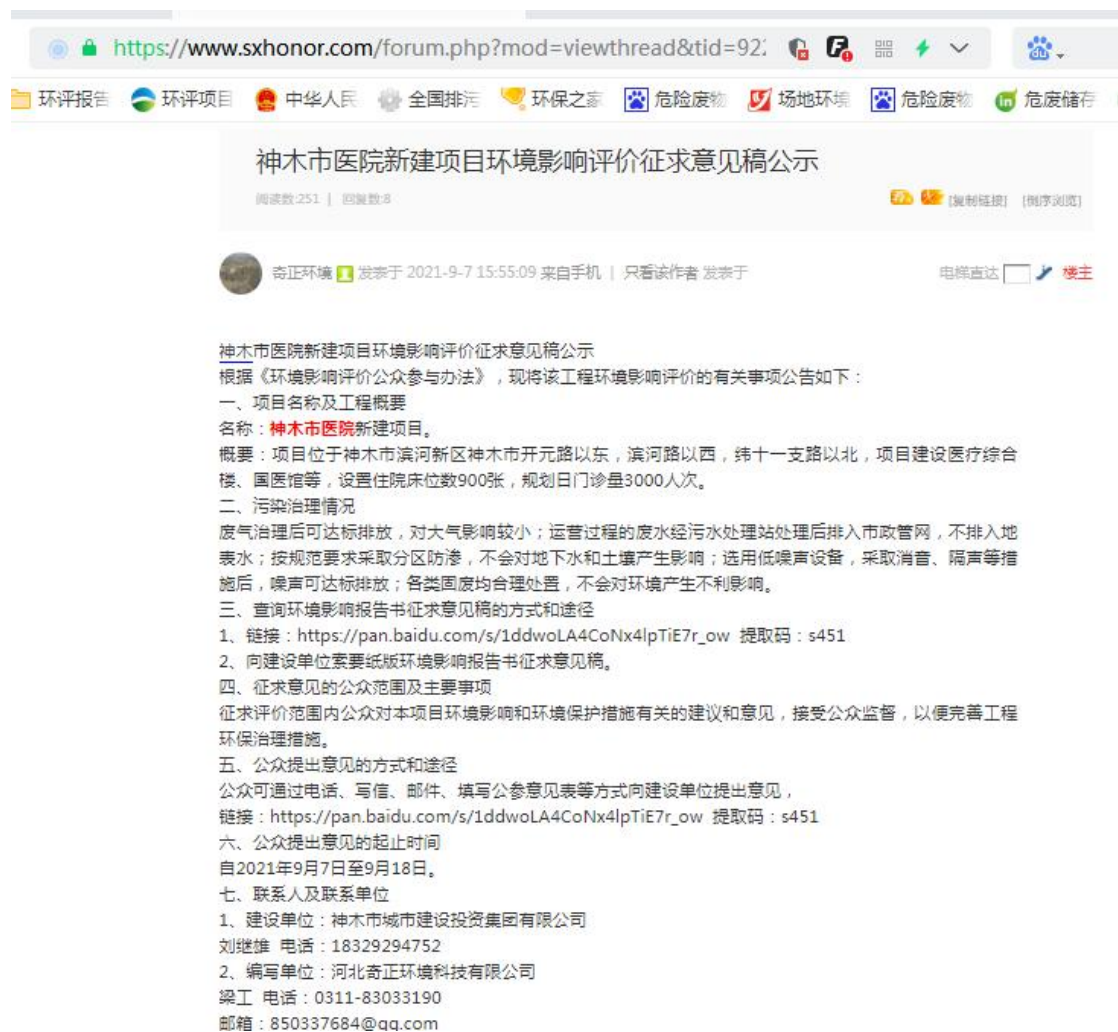 https://www.sxhonor.com/forum.php?mod=viewthread&tid=92
环评报告 环评项目 中华人民 全国排污 环保之家 危险废物 场地环境 危险废物 危废储存
神木市医院新建项目环境影响评价征求意见稿公示
阅读数:251 | 回复数:8 [复制链接] [倒序浏览]
奇正环境 发表于 2021-9-7 15:55:09 来自手机 | 只看该作者 发表于 电梯直达 楼主
神木市医院新建项目环境影响评价征求意见稿公示
根据《环境影响评价公众参与办法》，现将该工程环境影响评价的有关事项公告如下：
一、项目名称及工程概要
名称：神木市医院新建项目。
概要：项目位于神木市滨河新区神木市开元路以东，滨河路以西，纬十一支路以北，项目建设医疗综合
楼、国医馆等，设置住院床位数900张，规划日门诊量3000人次。
二、污染治理情况
废气治理后可达标排放，对大气影响较小；运营过程的废水经污水处理站处理后排入市政管网，不排入地
表水；按规范要求采取分区防渗，不会对地下水和土壤产生影响；选用低噪声设备，采取消音、隔声等措
施后，噪声可达标排放；各类固废均合理处置，不会对环境产生不利影响。
三、查询环境影响报告书征求意见稿的方式和途径
1、链接：https://pan.baidu.com/s/1ddwoLA4CoNx4lpTiE7r_ow 提取码：s451
2、向建设单位索要纸版环境影响报告书征求意见稿。
四、征求意见的公众范围及主要事项
征求评价范围内公众对本项目环境影响和环境保护措施有关的建议和意见，接受公众监督，以便完善工程
环保治理措施。
五、公众提出意见的方式和途径
公众可通过电话、写信、邮件、填写公参意见表等方式向建设单位提出意见，
链接：https://pan.baidu.com/s/1ddwoLA4CoNx4lpTiE7r_ow 提取码：s451
六、公众提出意见的起止时间
自2021年9月7日至9月18日。
七、联系人及联系单位
1、建设单位：神木市城市建设投资集团有限公司
刘继雄 电话：18329294752
2、编写单位：河北奇正环境科技有限公司
梁工 电话：0311-83033190
邮箱：850337684@qq.com